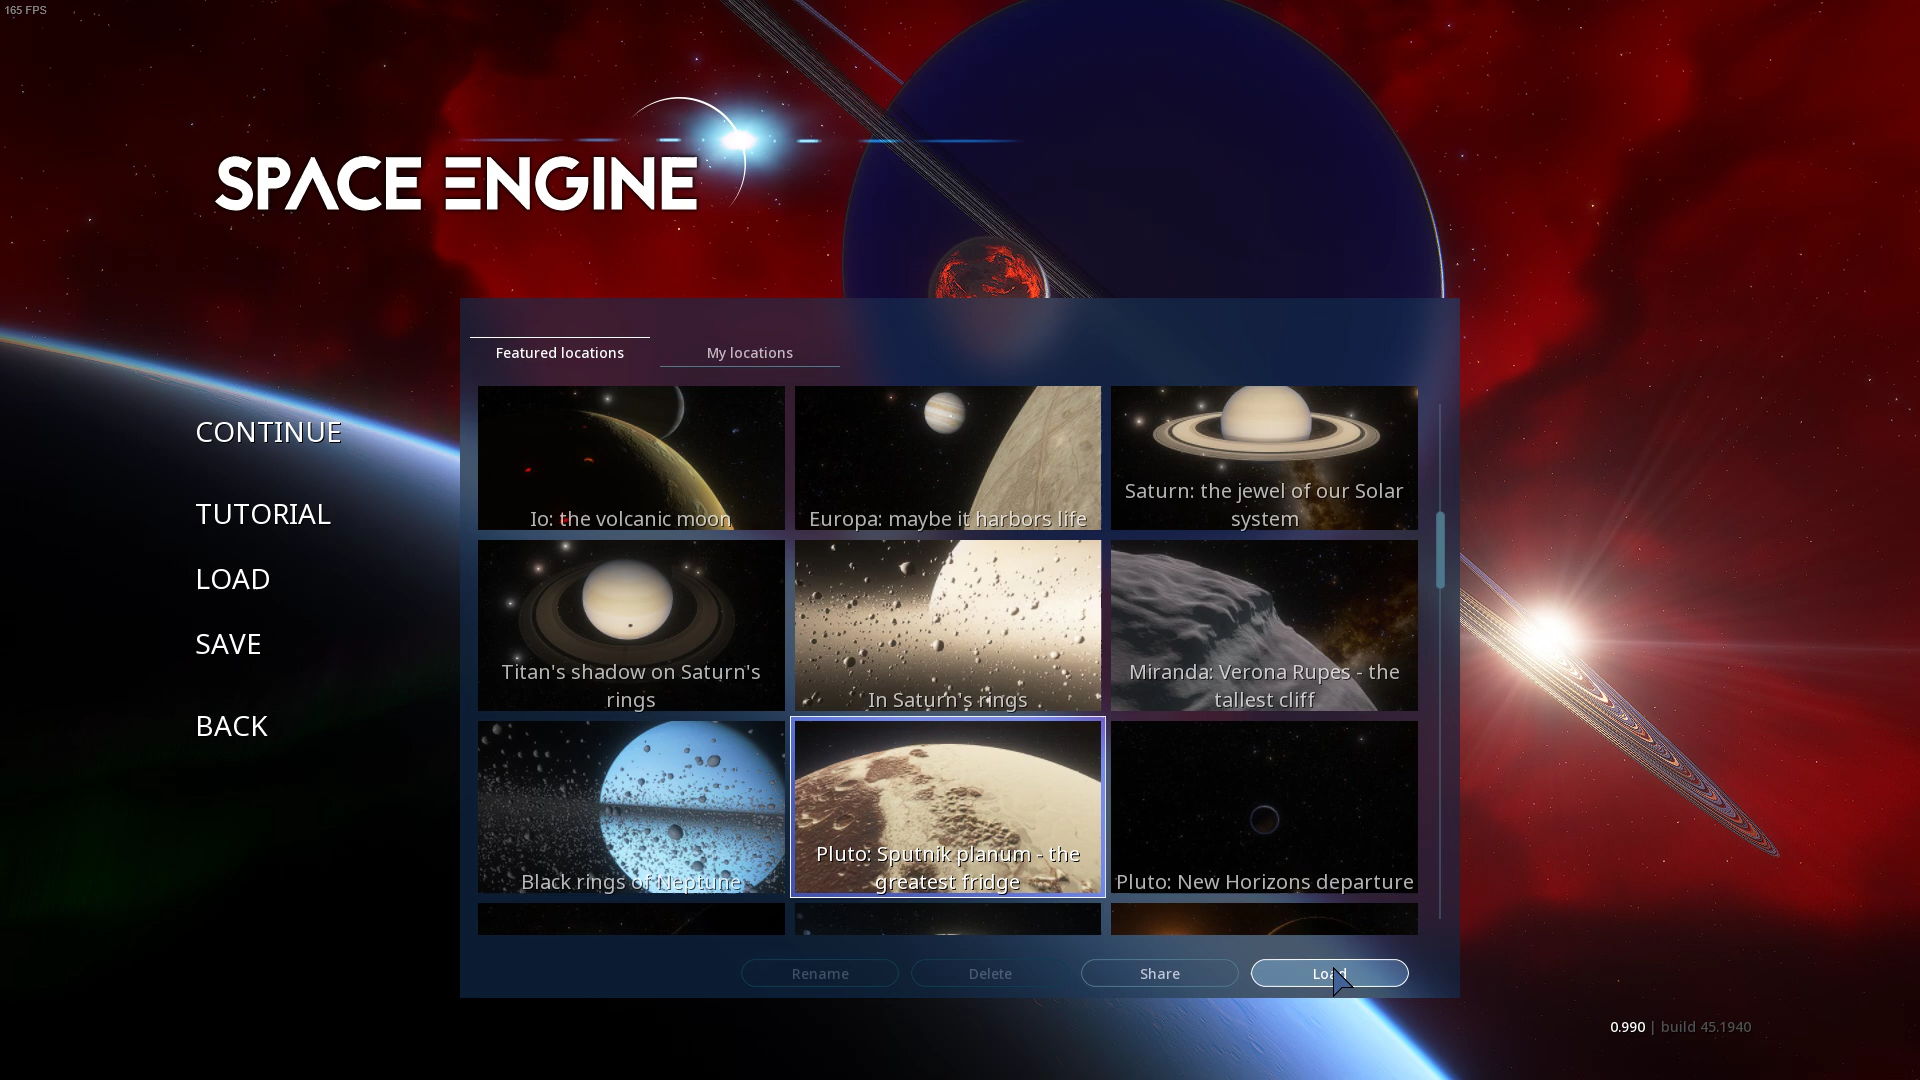 165 FPS
SPACE ENGINE
Featured locations
My locations
CONTINUE
TUTORIAL
LOAD
SAVE
BACK
Io: the volcanic moon
Europa: maybe it harbors life
Saturn: the jewel of our Solar
system
Titan's shadow on Saturn's
rings
In Saturn's rings
Miranda: Verona Rupes - the
tallest cliff
Black rings of Neptune
Pluto: Sputnik planum - the
greatest fridge
Pluto: New Horizons departure
Rename
Delete
Share
Load
0.990 | build 45.1940